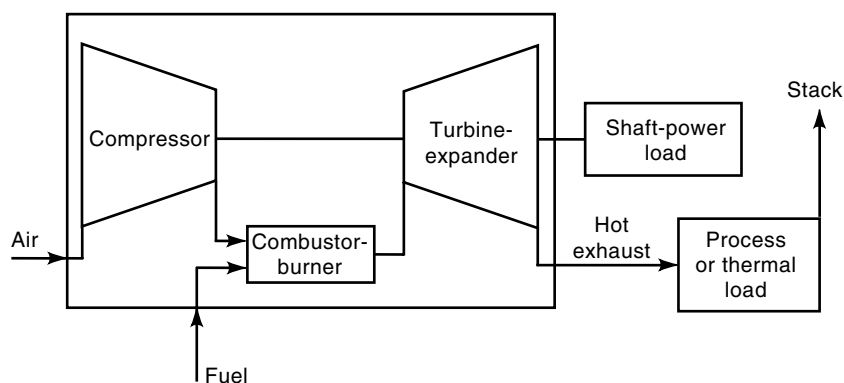 Compressor
Turbine-
expander
Shaft-power
load
Stack
Air
Combustor-
burner
Hot
exhaust
Process
or thermal
load
Fuel